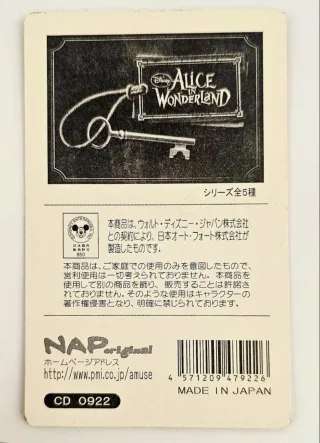 Disney
ALICE
IN
WONDERLAND
シリーズ全5種
本商品は、ウォルト・ディズニー・ジャパン株式会社
との契約により、日本オート・フォート株式会社が
製造したものです。
本商品は、ご家庭での使用のみを意図したもので、
営利使用は一切考えられておりません。本商品を
使用して別の商品を飾り、販売することは許諾さ
れておりません。そのような使用はキャラクターの
著作権侵害となり、明確に禁じられております。
NAP original
ホームページアドレス
http://www.pmi.co.jp/amuse
4 571209 479226
MADE IN JAPAN
CD 0922